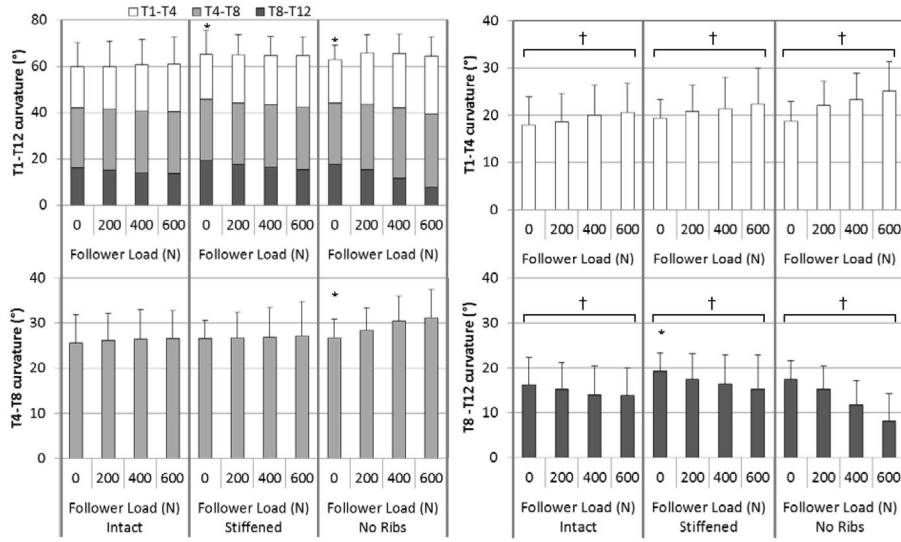 □ T1-T4 ■ T4-T8 ■ T8-T12
T1-T12 curvature (°)
80
60
40
20
0
*
*
0 200 400 600 0 200 400 600 0 200 400 600
Follower Load (N) Follower Load (N) Follower Load (N)
T1-T4 curvature (°)
40
30
20
10
0
† † †
0 200 400 600 0 200 400 600 0 200 400 600
Follower Load (N) Follower Load (N) Follower Load (N)
T4-T8 curvature (°)
40
30
20
10
0
*
0 200 400 600 0 200 400 600 0 200 400 600
Follower Load (N) Follower Load (N) Follower Load (N)
Intact Stiffened No Ribs
T8 -T12 curvature (°)
40
30
20
10
0
† † †
*
0 200 400 600 0 200 400 600 0 200 400 600
Follower Load (N) Follower Load (N) Follower Load (N)
Intact Stiffened No Ribs